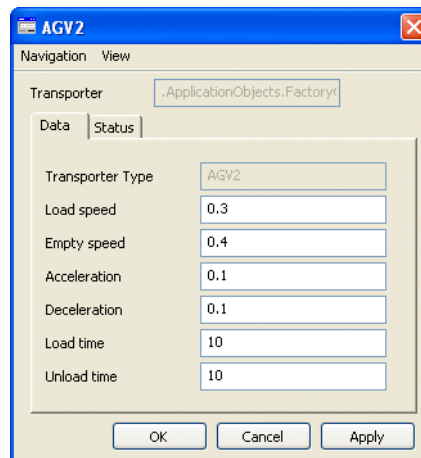 AGV2
Navigation View
Transporter .ApplicationObjects.Factory(
Data Status
Transporter Type AGV2
Load speed 0.3
Empty speed 0.4
Acceleration 0.1
Deceleration 0.1
Load time 10
Unload time 10
OK Cancel Apply